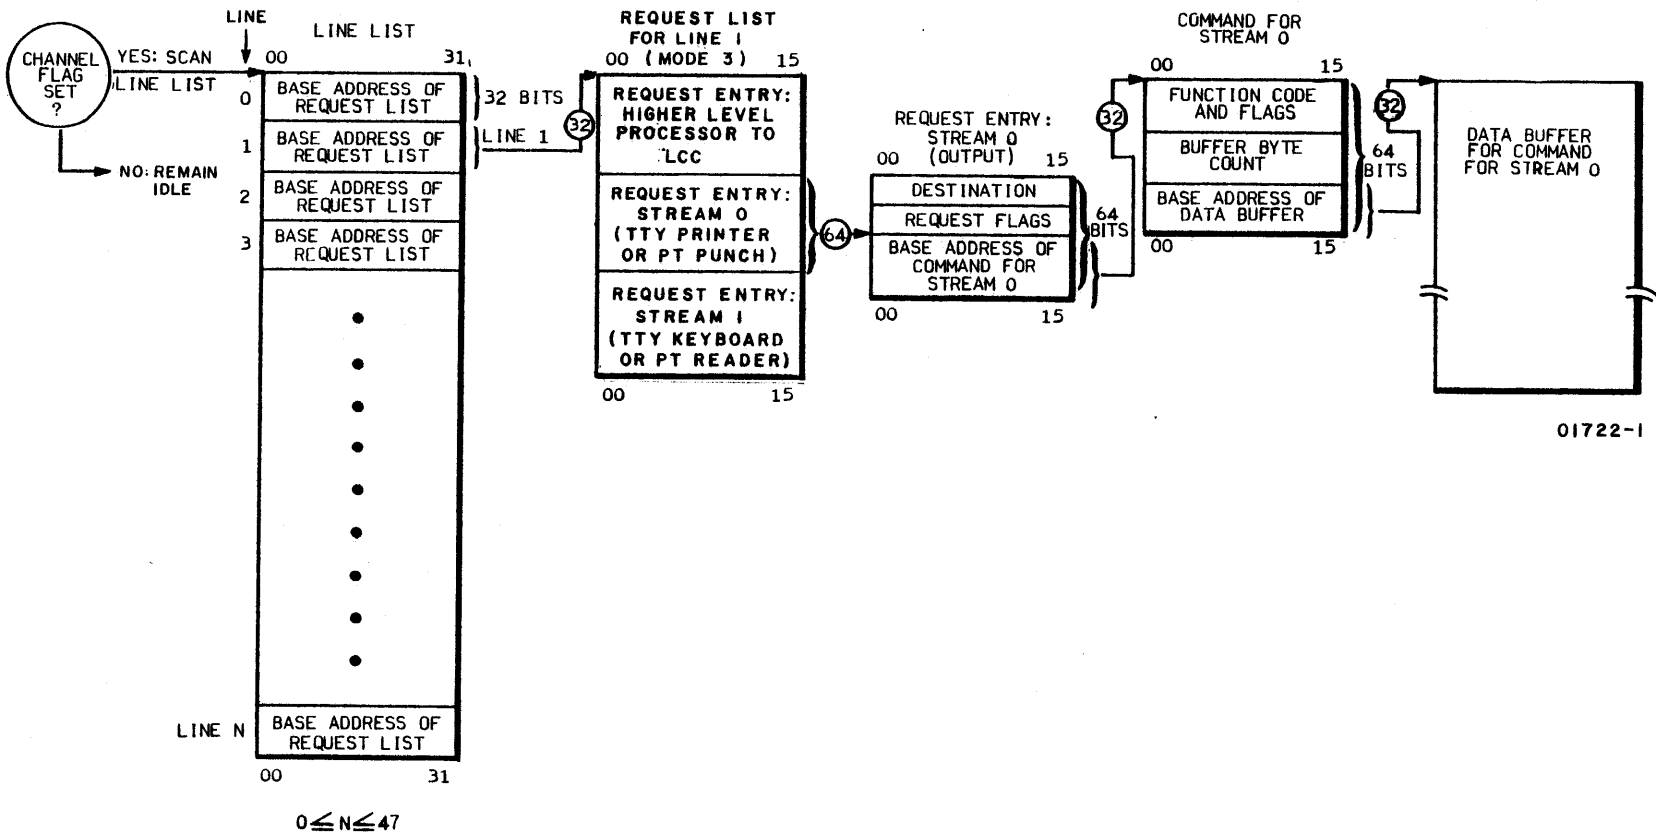 CHANNEL
FLAG
SET
?
YES: SCAN
LINE LIST
NO: REMAIN
IDLE
LINE
LINE LIST
00 31
0 BASE ADDRESS OF
REQUEST LIST
1 BASE ADDRESS OF
REQUEST LIST
2 BASE ADDRESS OF
REQUEST LIST
3 BASE ADDRESS OF
REQUEST LIST
LINE N BASE ADDRESS OF
REQUEST LIST
00 31
0≦N≦47
32 BITS
LINE 1
32
REQUEST LIST
FOR LINE 1
00 (MODE 3) 15
REQUEST ENTRY:
HIGHER LEVEL
PROCESSOR TO
LCC
REQUEST ENTRY:
STREAM 0
(TTY PRINTER
OR PT PUNCH)
REQUEST ENTRY:
STREAM 1
(TTY KEYBOARD
OR PT READER)
00 15
64
REQUEST ENTRY:
STREAM 0
00 (OUTPUT) 15
DESTINATION
REQUEST FLAGS
BASE ADDRESS OF
COMMAND FOR
STREAM 0
00 15
64
BITS
32
COMMAND FOR
STREAM 0
00 15
FUNCTION CODE
AND FLAGS
BUFFER BYTE
COUNT
BASE ADDRESS OF
DATA BUFFER
00 15
64
BITS
32
DATA BUFFER
FOR COMMAND
FOR STREAM 0
01722-1